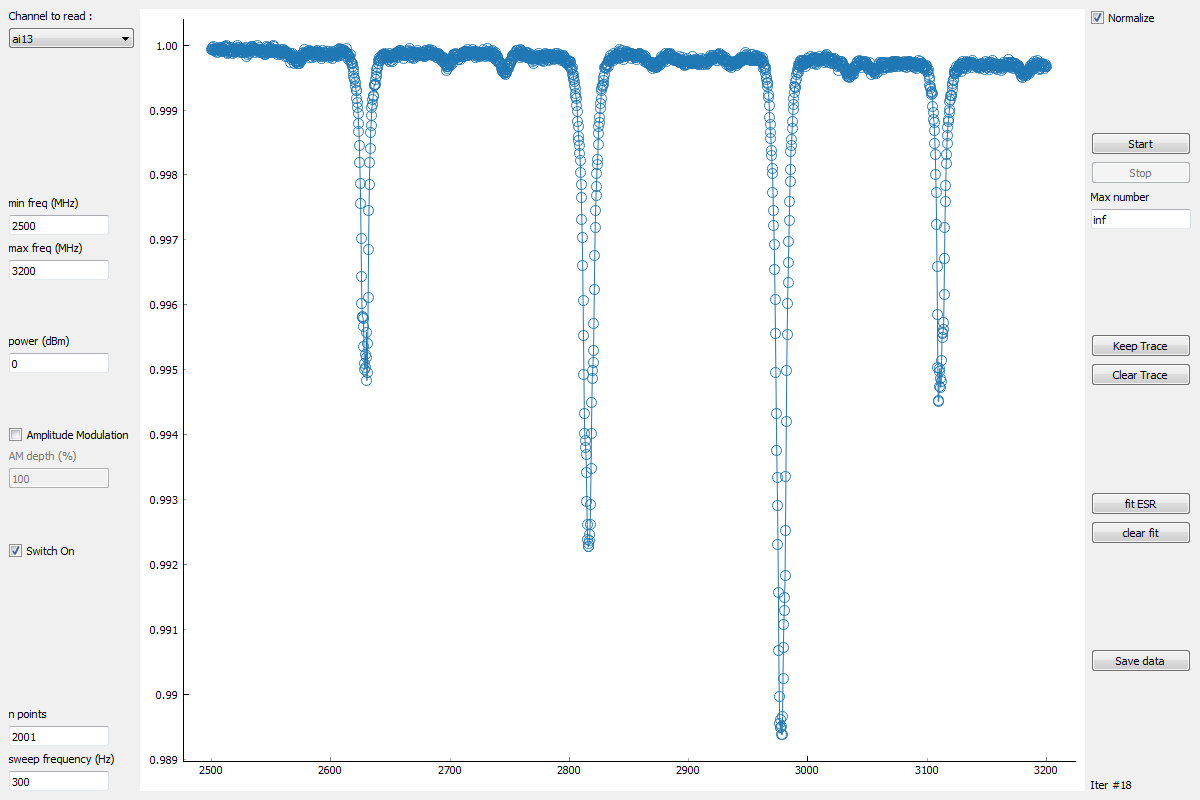 Channel to read :
ai13
min freq (MHz)
2500
max freq (MHz)
3200
power (dBm)
0
Amplitude Modulation
AM depth (%)
100
Switch On
n points
2001
sweep frequency (Hz)
300
1.00
0.999
0.998
0.997
0.996
0.995
0.994
0.993
0.992
0.991
0.99
0.989
2500 2600 2700 2800 2900 3000 3100 3200
Normalize
Start
Stop
Max number
inf
Keep Trace
Clear Trace
fit ESR
clear fit
Save data
Iter #18